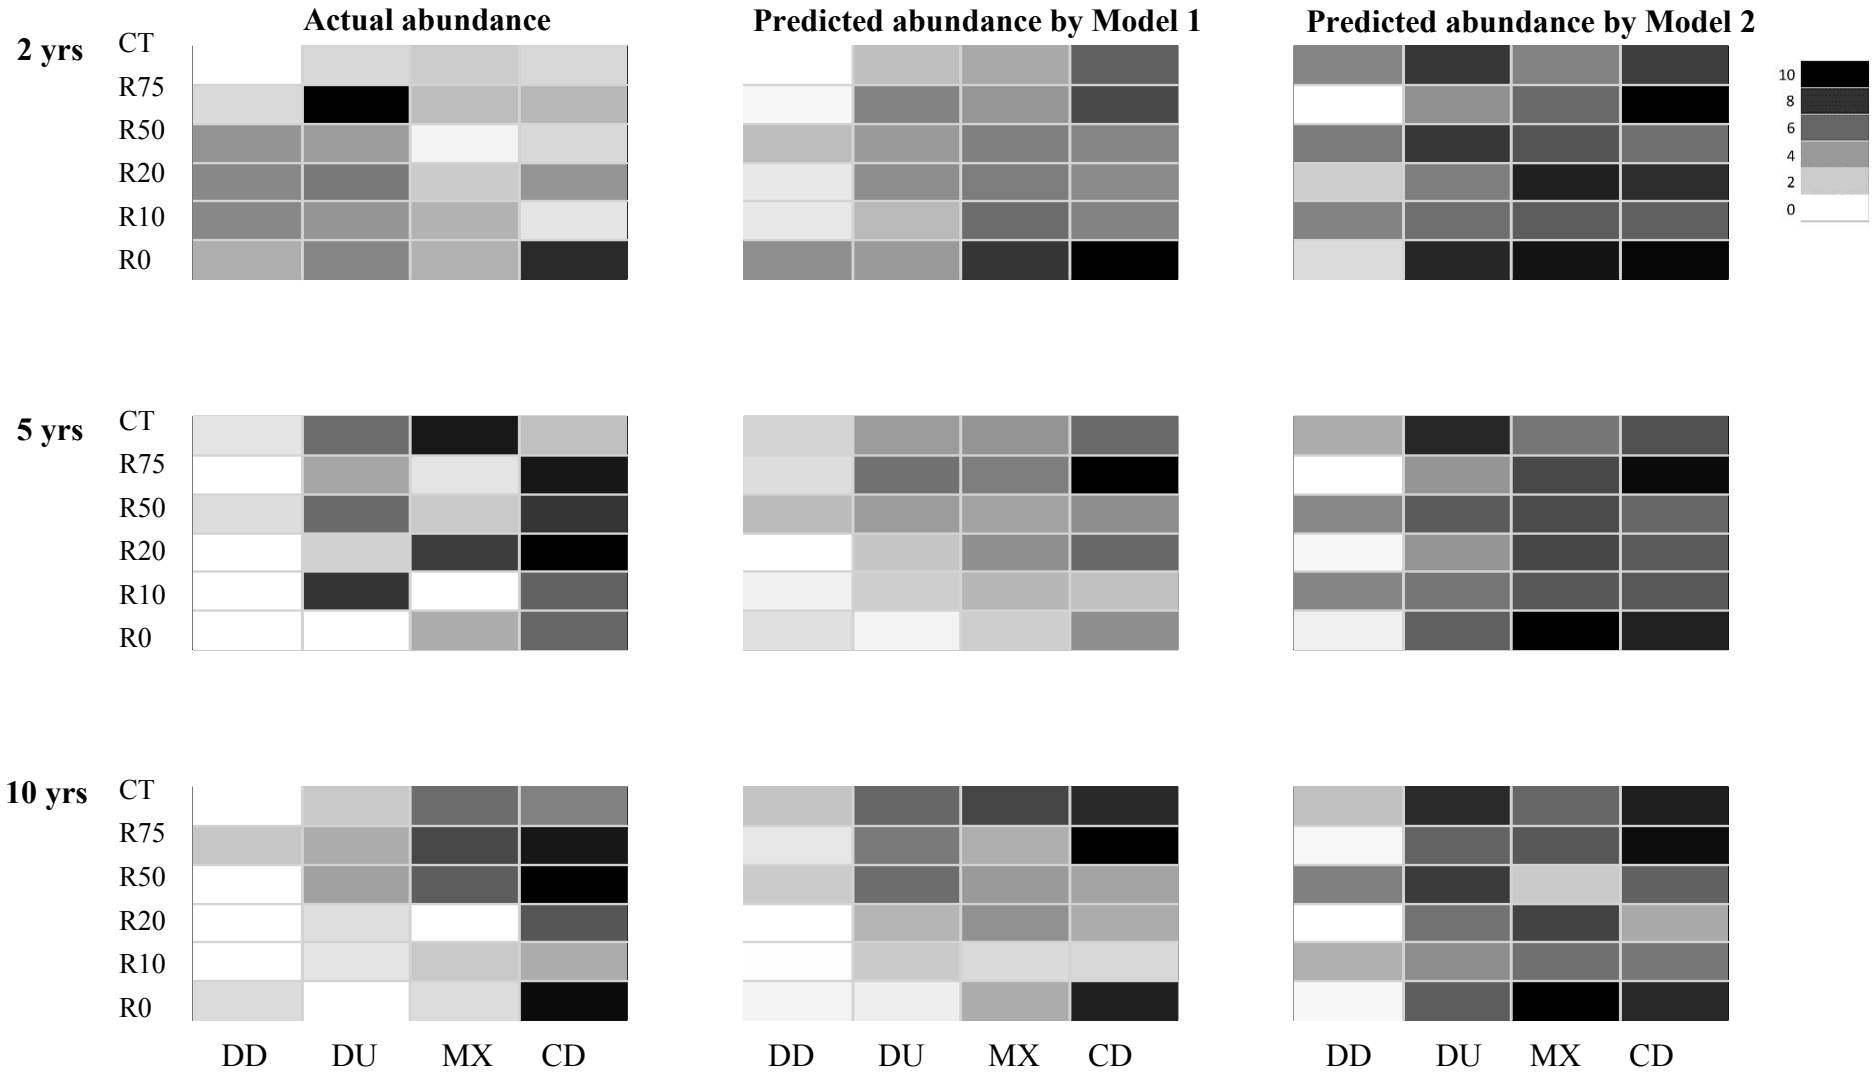 Actual abundance
Predicted abundance by Model 1
Predicted abundance by Model 2
2 yrs
CT
R75
R50
R20
R10
R0
10
8
6
4
2
0
5 yrs
CT
R75
R50
R20
R10
R0
10 yrs
CT
R75
R50
R20
R10
R0
DD DU MX CD
DD DU MX CD
DD DU MX CD